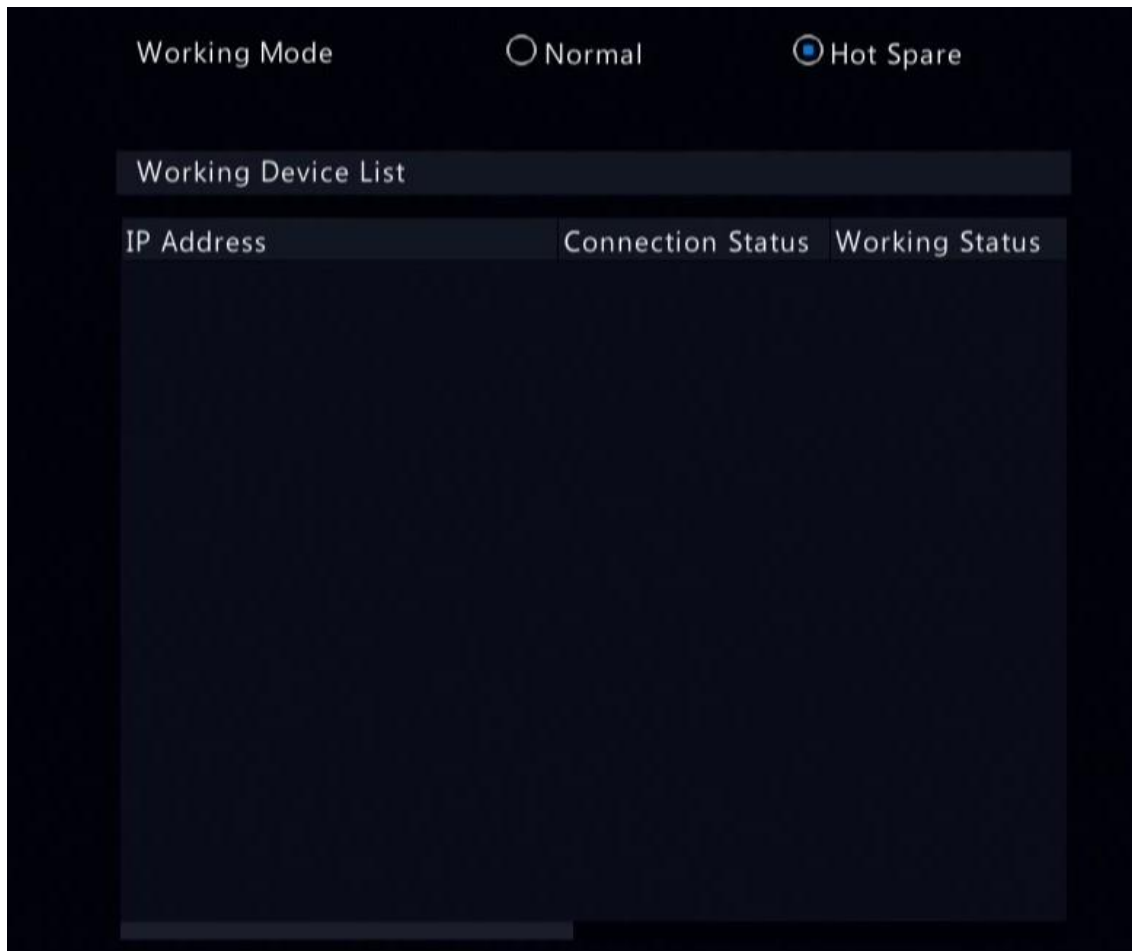 Working Mode Normal Hot Spare
Working Device List
IP Address Connection Status Working Status